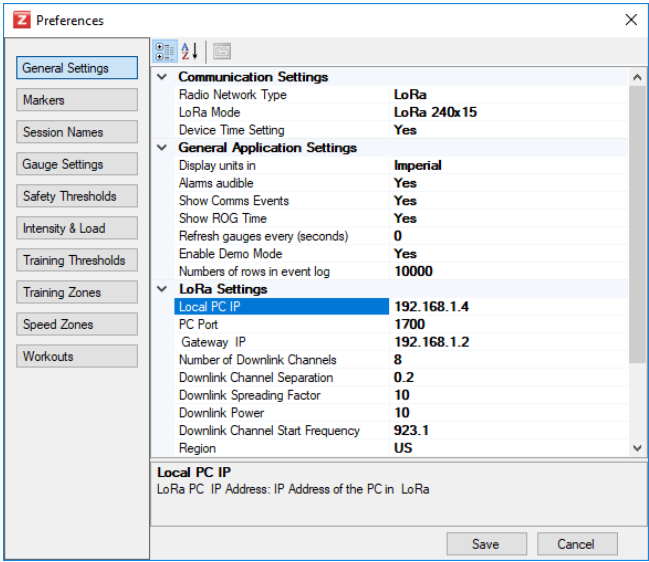 Z Preferences
General Settings
Markers
Session Names
Gauge Settings
Safety Thresholds
Intensity & Load
Training Thresholds
Training Zones
Speed Zones
Workouts
Communication Settings
Radio Network Type LoRa
LoRa Mode LoRa 240x15
Device Time Setting Yes
General Application Settings
Display units in Imperial
Alarms audible Yes
Show Comms Events Yes
Show ROG Time Yes
Refresh gauges every (seconds) 0
Enable Demo Mode Yes
Numbers of rows in event log 10000
LoRa Settings
Local PC IP 192.168.1.4
PC Port 1700
Gateway IP 192.168.1.2
Number of Downlink Channels 8
Downlink Channel Separation 0.2
Downlink Spreading Factor 10
Downlink Power 10
Downlink Channel Start Frequency 923.1
Region US
Local PC IP
LoRa PC IP Address: IP Address of the PC in LoRa
Save Cancel